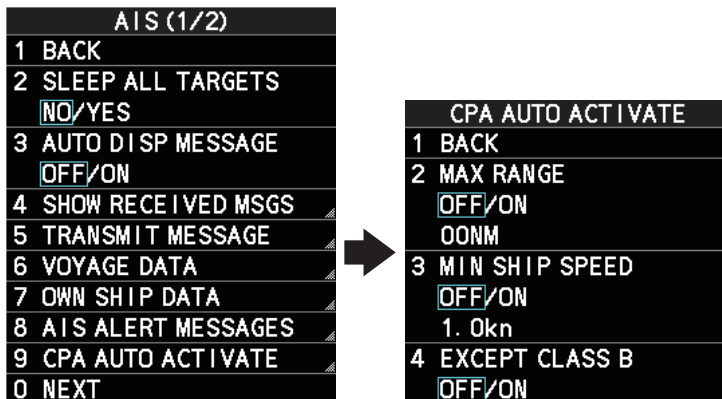 AIS (1/2)
1 BACK
2 SLEEP ALL TARGETS
NO/YES
3 AUTO DISP MESSAGE
OFF/ON
4 SHOW RECEIVED MSGS
5 TRANSMIT MESSAGE
6 VOYAGE DATA
7 OWN SHIP DATA
8 AIS ALERT MESSAGES
9 CPA AUTO ACTIVATE
0 NEXT
CPA AUTO ACTIVATE
1 BACK
2 MAX RANGE
OFF/ON
00NM
3 MIN SHIP SPEED
OFF/ON
1.0kn
4 EXCEPT CLASS B
OFF/ON